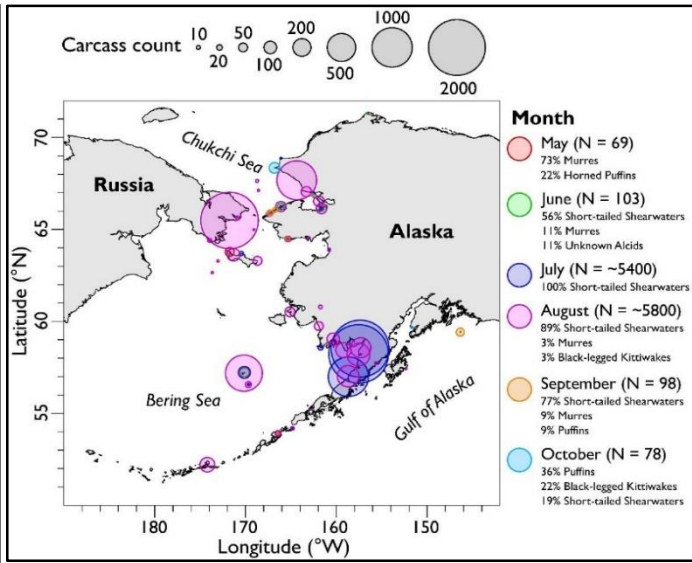 Carcass count
10 20 50 100 200 500 1000 2000
Chukchi Sea
Russia
Alaska
Bering Sea
Gulf of Alaska
Latitude (°N)
70
65
60
55
180 170 160 150
Longitude (°W)
Month
May (N = 69)
73% Murres
22% Horned Puffins
June (N = 103)
56% Short-tailed Shearwaters
11% Murres
11% Unknown Alcids
July (N = ~5400)
100% Short-tailed Shearwaters
August (N = ~5800)
89% Short-tailed Shearwaters
3% Murres
3% Black-legged Kittiwakes
September (N = 98)
77% Short-tailed Shearwaters
9% Murres
9% Puffins
October (N = 78)
36% Puffins
22% Black-legged Kittiwakes
19% Short-tailed Shearwaters